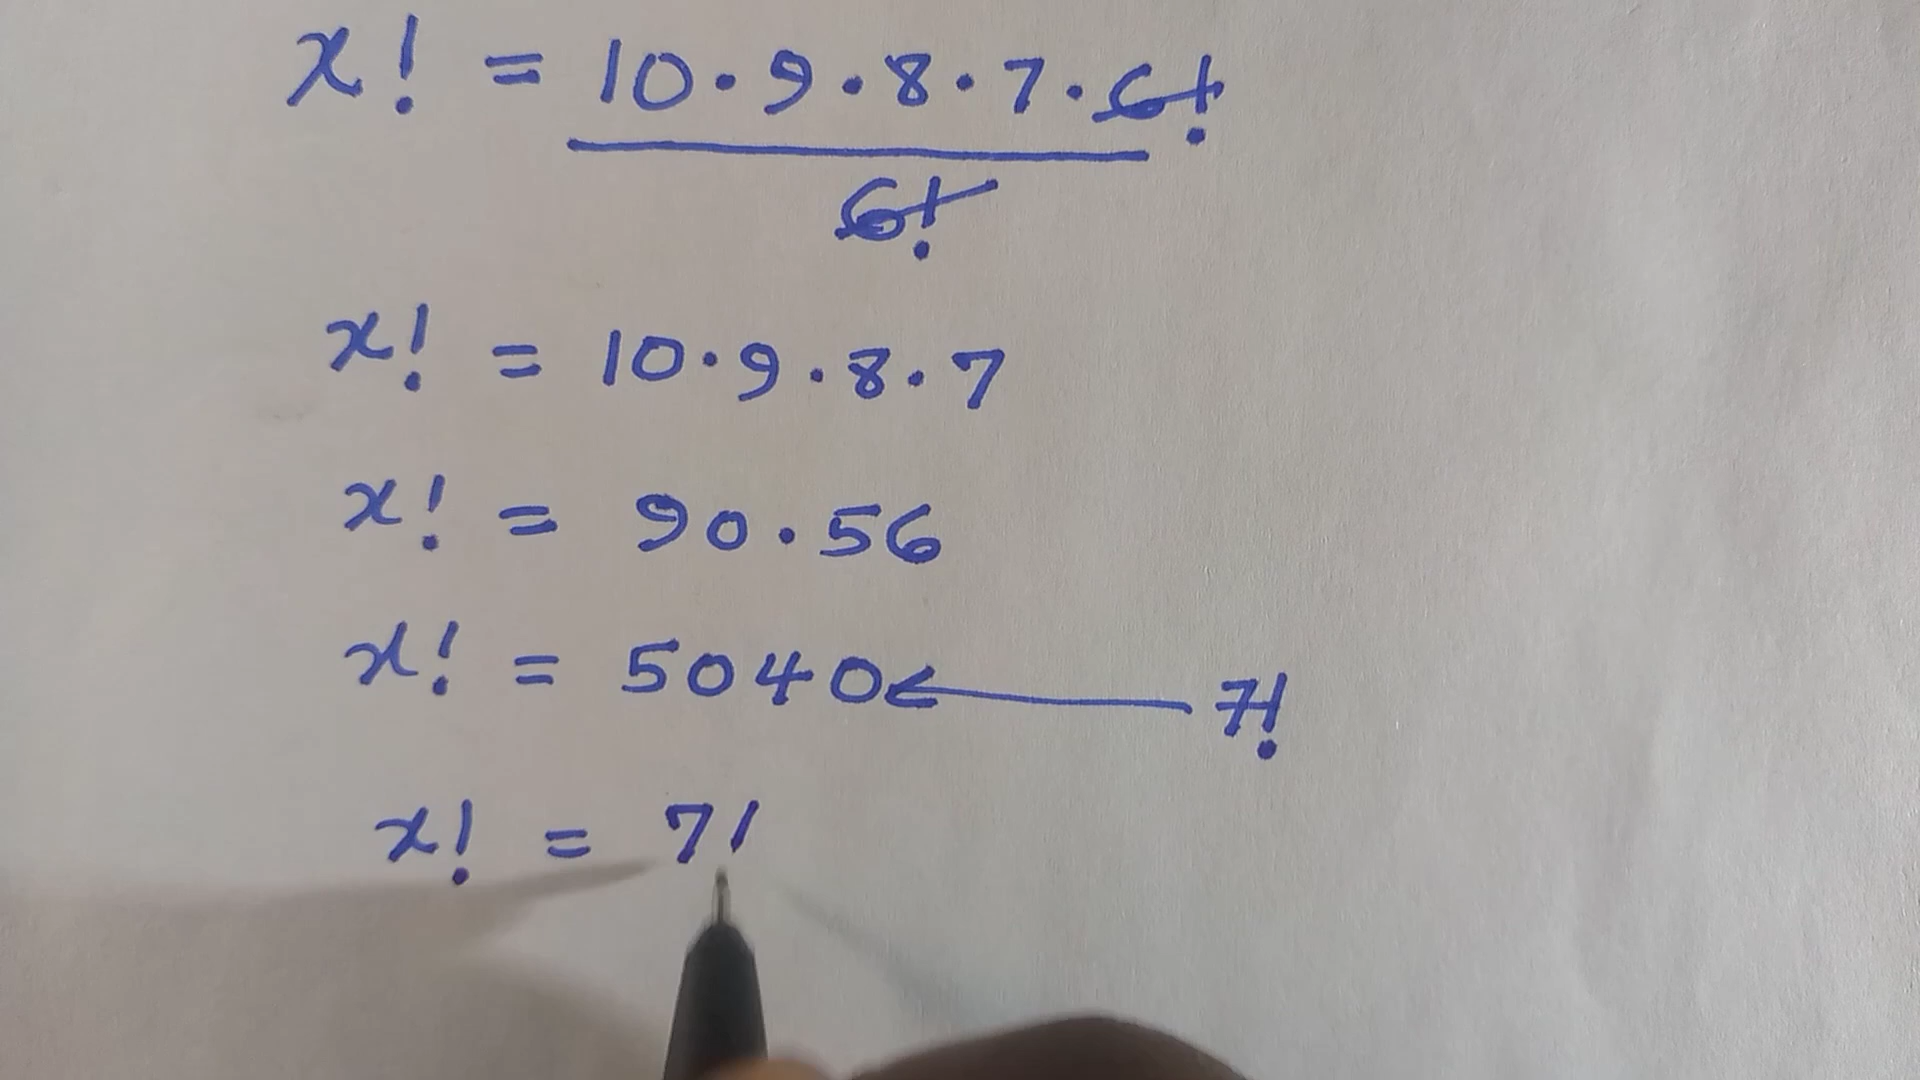 x! = 10·9·8·7·6!
6!
x! = 10·9·8·7
x! = 90·56
x! = 5040 ← 7!
x! = 7/